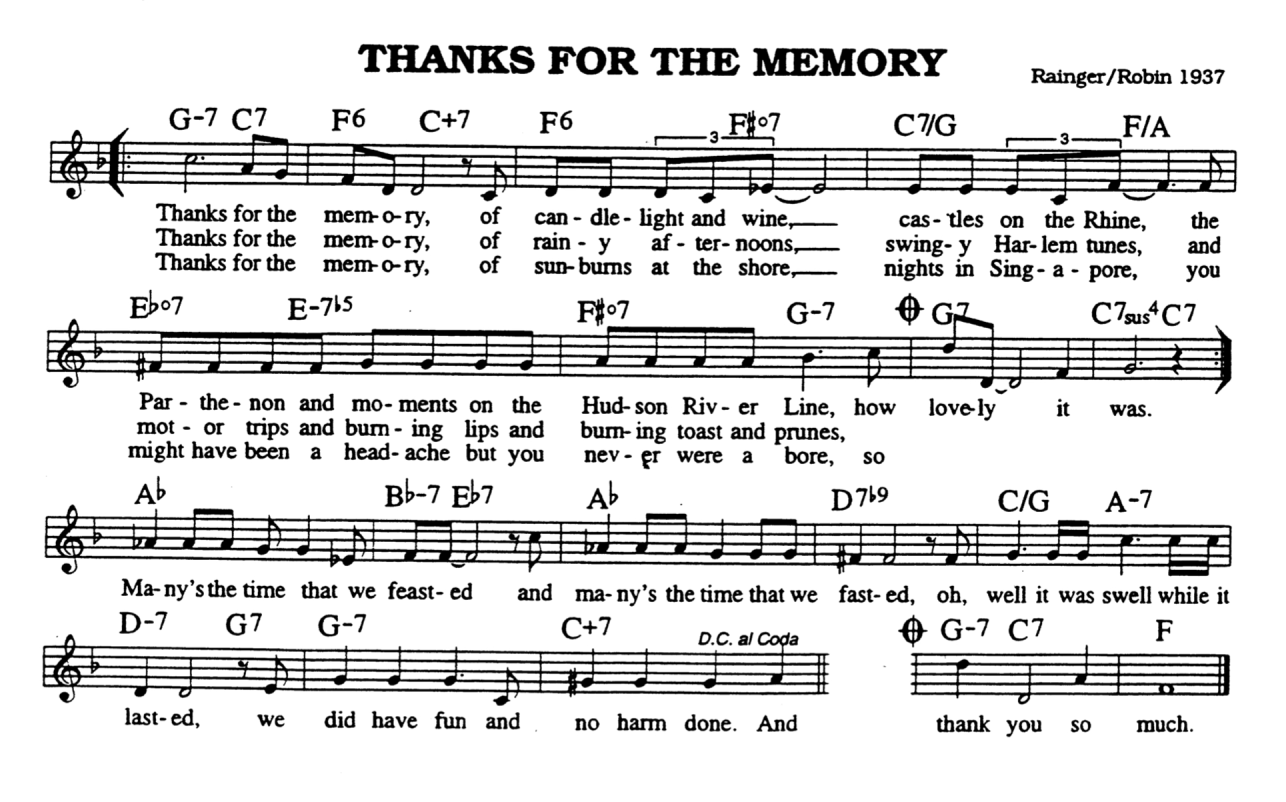 THANKS FOR THE MEMORY
Rainger/Robin 1937
G-7 C7 F6 C+7 F6 F#o7 C7/G F/A
3 3
Thanks for the mem-o-ry, of can-dle-light and wine, cas-tles on the Rhine, the
Thanks for the mem-o-ry, of rain-y af-ter-noons, swing-y Har-lem tunes, and
Thanks for the mem-o-ry, of sun-burns at the shore, nights in Sing-a-pore, you
E♭o7 E-7♭5 F#o7 G-7 G7 C7sus4 C7
Par-the-non and mo-ments on the Hud-son Riv-er Line, how love-ly it was.
mot-or trips and burn-ing lips and burn-ing toast and prunes,
might have been a head-ache but you nev-er were a bore, so
A♭ B♭-7 E♭7 A♭ D7♭9 C/G A-7
Ma-ny's the time that we feast-ed and ma-ny's the time that we fast-ed, oh, well it was swell while it
D-7 G7 G-7 C+7 D.C. al Coda G-7 C7 F
last-ed, we did have fun and no harm done. And thank you so much.